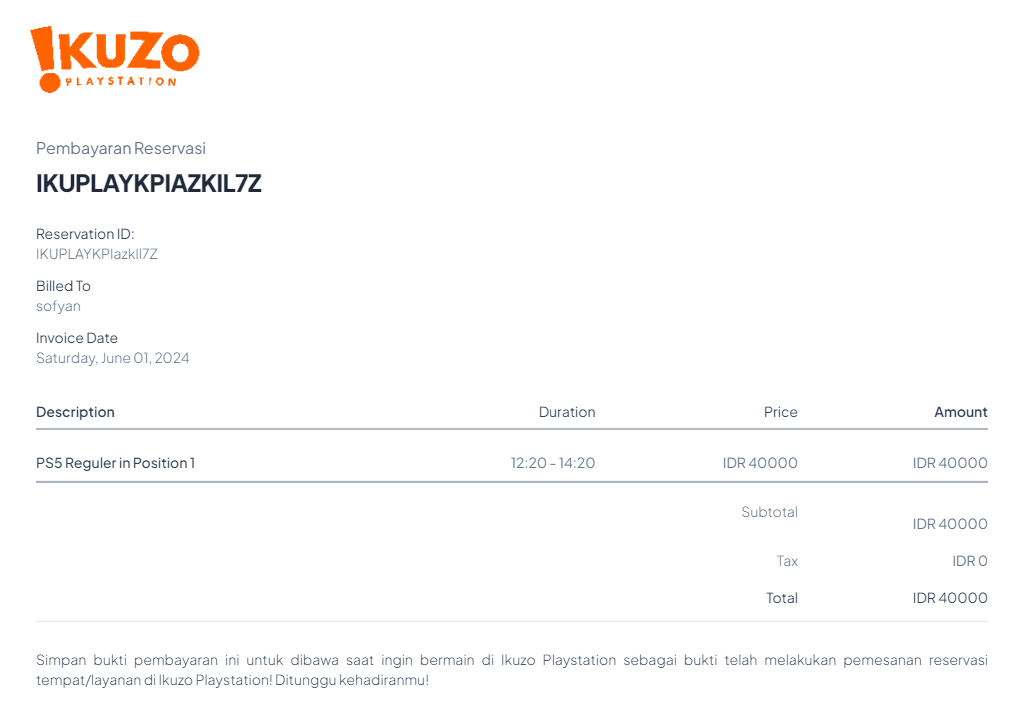 IKUZO
PLAYSTATION
Pembayaran Reservasi
IKUPLAYKPIAZKIL7Z
Reservation ID:
IKUPLAYKPIazkIl7Z
Billed To
sofyan
Invoice Date
Saturday, June 01, 2024
Description Duration Price Amount
PS5 Reguler in Position 1 12:20 - 14:20 IDR 40000 IDR 40000
Subtotal IDR 40000
Tax IDR 0
Total IDR 40000
Simpan bukti pembayaran ini untuk dibawa saat ingin bermain di Ikuzo Playstation sebagai bukti telah melakukan pemesanan reservasi
tempat/layanan di Ikuzo Playstation! Ditunggu kehadiranmu!